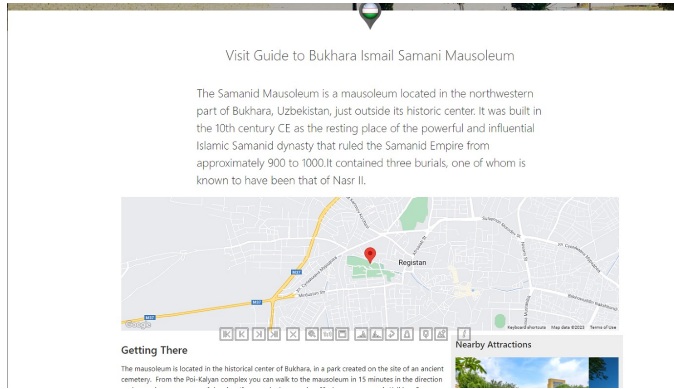 Visit Guide to Bukhara Ismail Samani Mausoleum
The Samanid Mausoleum is a mausoleum located in the northwestern
part of Bukhara, Uzbekistan, just outside its historic center. It was built in
the 10th century CE as the resting place of the powerful and influential
Islamic Samanid dynasty that ruled the Samanid Empire from
approximately 900 to 1000.It contained three burials, one of whom is
known to have been that of Nasr II.
Registan
M37
M37
M37
Google
Keyboard shortcuts Map data ©2023 Terms of Use
1:1
Getting There
The mausoleum is located in the historical center of Bukhara, in a park created on the site of an ancient
cemetery. From the Poi-Kalyan complex you can walk to the mausoleum in 15 minutes in the direction
Nearby Attractions